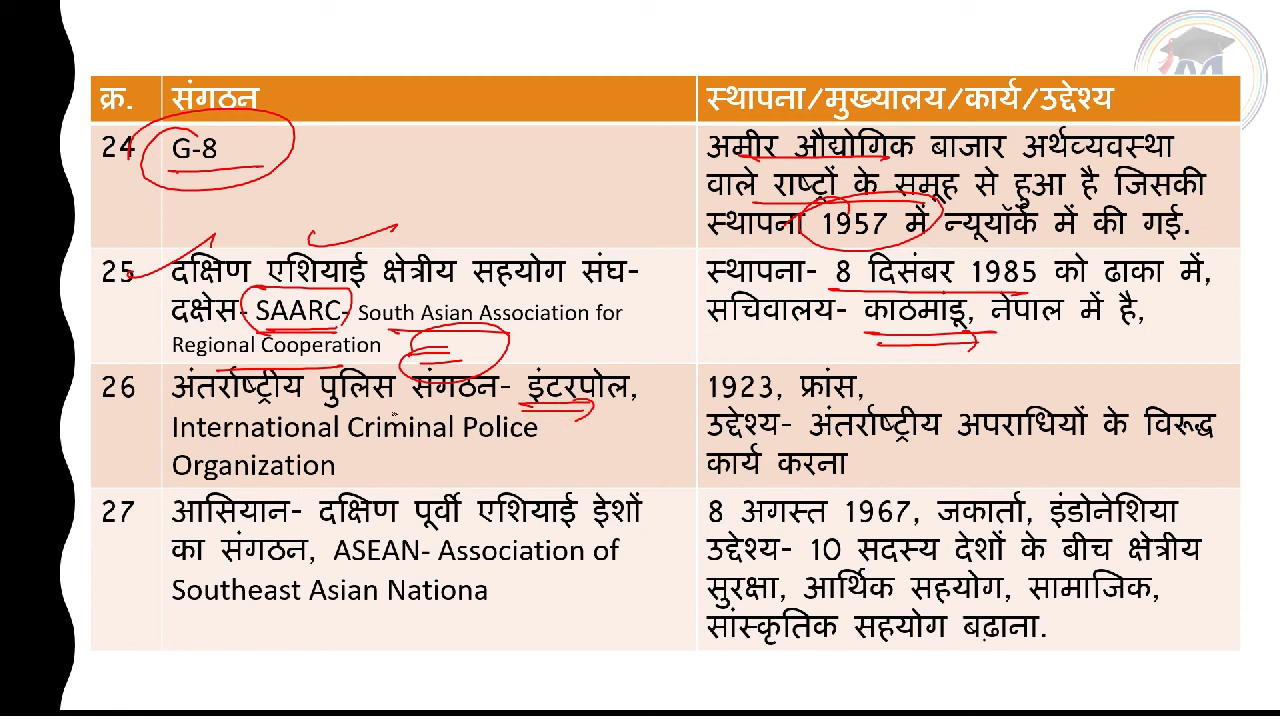 क्र. संगठन स्थापना/मुख्यालय/कार्य/उद्देश्य
24 G-8
अमीर औद्योगिक बाजार अर्थव्यवस्था
वाले राष्ट्रों के समूह से हुआ है जिसकी
स्थापना 1957 में न्यूयॉर्क में की गई.
25 दक्षिण एशियाई क्षेत्रीय सहयोग संघ-
दक्षेस- SAARC- South Asian Association for
Regional Cooperation
स्थापना- 8 दिसंबर 1985 को ढाका में,
सचिवालय- काठमांडू, नेपाल में है,
26 अंतर्राष्ट्रीय पुलिस संगठन- इंटरपोल,
International Criminal Police
Organization
1923, फ्रांस,
उद्देश्य- अंतर्राष्ट्रीय अपराधियों के विरूद्ध
कार्य करना
27 आसियान- दक्षिण पूर्वी एशियाई ड़ेशों
का संगठन, ASEAN- Association of
Southeast Asian Nationa
8 अगस्त 1967, जकार्ता, इंडोनेशिया
उद्देश्य- 10 सदस्य देशों के बीच क्षेत्रीय
सुरक्षा, आर्थिक सहयोग, सामाजिक,
सांस्कृतिक सहयोग बढ़ाना.